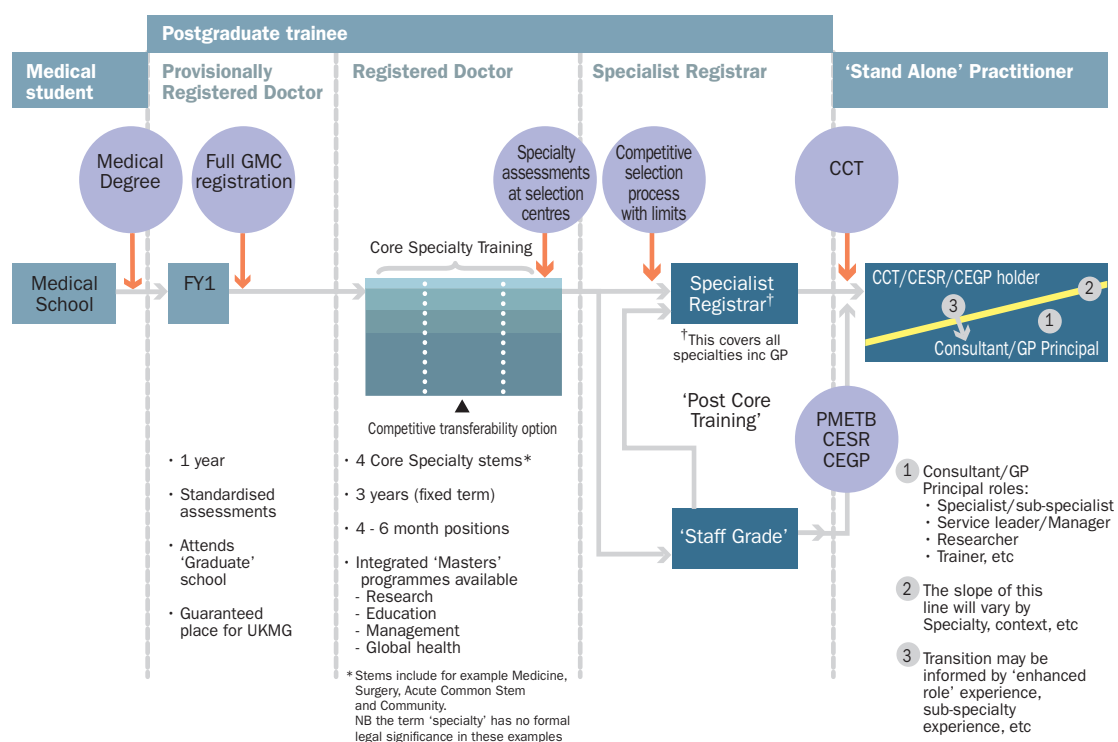 Postgraduate trainee
Medical
student
Provisionally
Registered Doctor
Registered Doctor
Specialist Registrar
‘Stand Alone’ Practitioner
Medical
Degree
Full GMC
registration
Specialty
assessments
at selection
centres
Competitive
selection
process
with limits
CCT
Medical
School
FY1
Core Specialty Training
Competitive transferability option
Specialist
Registrar†
†This covers all
specialties inc GP
‘Post Core
Training’
‘Staff Grade’
CCT/CESR/CEGP holder
3
2
1
Consultant/GP Principal
PMETB
CESR
CEGP
· 1 year
· Standardised
assessments
· Attends
‘Graduate’
school
· Guaranteed
place for UKMG
· 4 Core Specialty stems*
· 3 years (fixed term)
· 4 - 6 month positions
· Integrated ‘Masters’
programmes available
- Research
- Education
- Management
- Global health
* Stems include for example Medicine,
Surgery, Acute Common Stem
and Community.
NB the term ‘specialty’ has no formal
legal significance in these examples
1 Consultant/GP
Principal roles:
· Specialist/sub-specialist
· Service leader/Manager
· Researcher
· Trainer, etc
2 The slope of this
line will vary by
Specialty, context, etc
3 Transition may be
informed by ‘enhanced
role’ experience,
sub-specialty
experience, etc